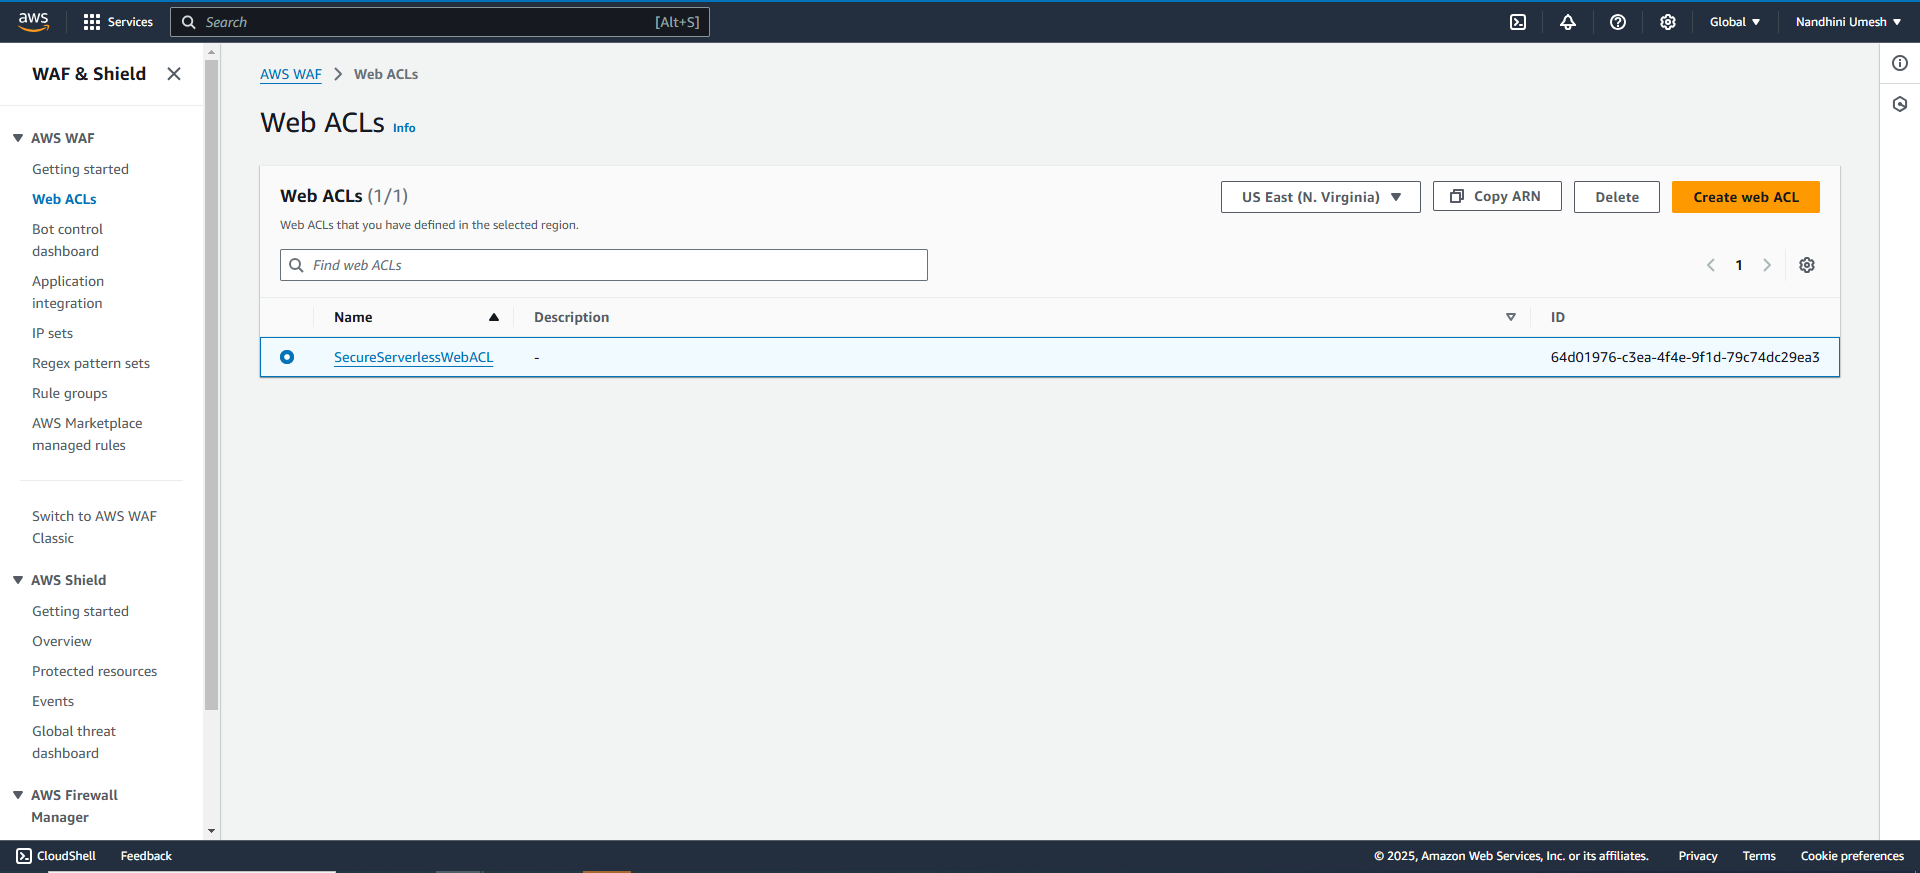 aws
Services
Search
[Alt+S]
Global
Nandhini Umesh
WAF & Shield
AWS WAF
Getting started
Web ACLs
Bot control
dashboard
Application
integration
IP sets
Regex pattern sets
Rule groups
AWS Marketplace
managed rules
Switch to AWS WAF
Classic
AWS Shield
Getting started
Overview
Protected resources
Events
Global threat
dashboard
AWS Firewall
Manager
AWS WAF > Web ACLs
Web ACLs Info
Web ACLs (1/1)
US East (N. Virginia)
Copy ARN
Delete
Create web ACL
Web ACLs that you have defined in the selected region.
Find web ACLs
1
Name
Description
ID
SecureServerlessWebACL
-
64d01976-c3ea-4f4e-9f1d-79c74dc29ea3
CloudShell
Feedback
© 2025, Amazon Web Services, Inc. or its affiliates.
Privacy
Terms
Cookie preferences